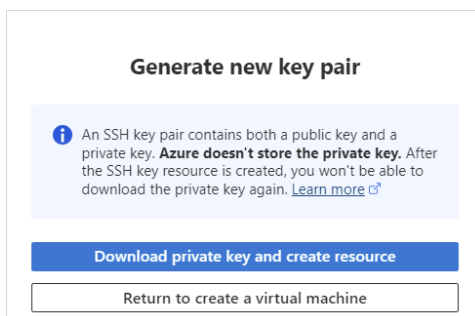 Generate new key pair
An SSH key pair contains both a public key and a
private key. Azure doesn't store the private key. After
the SSH key resource is created, you won't be able to
download the private key again. Learn more
Download private key and create resource
Return to create a virtual machine